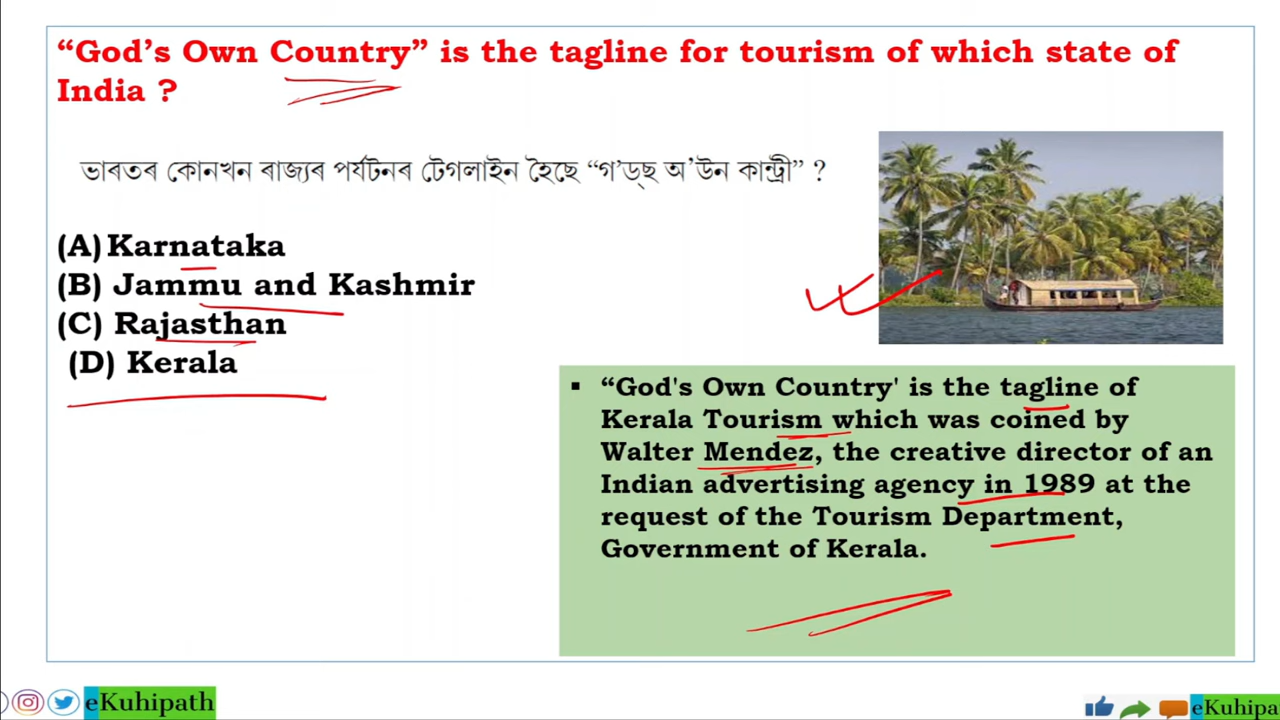 “God’s Own Country” is the tagline for tourism of which state of
India ?
ভাৰতৰ কোনখন ৰাজ্যৰ পৰ্যটনৰ টেগলাইন হৈছে “গ’ড্ছ অ’উন কান্ট্ৰী” ?
(A) Karnataka
(B) Jammu and Kashmir
(C) Rajasthan
(D) Kerala
▪ “God's Own Country' is the tagline of
Kerala Tourism which was coined by
Walter Mendez, the creative director of an
Indian advertising agency in 1989 at the
request of the Tourism Department,
Government of Kerala.
eKuhipath
eKuhipa